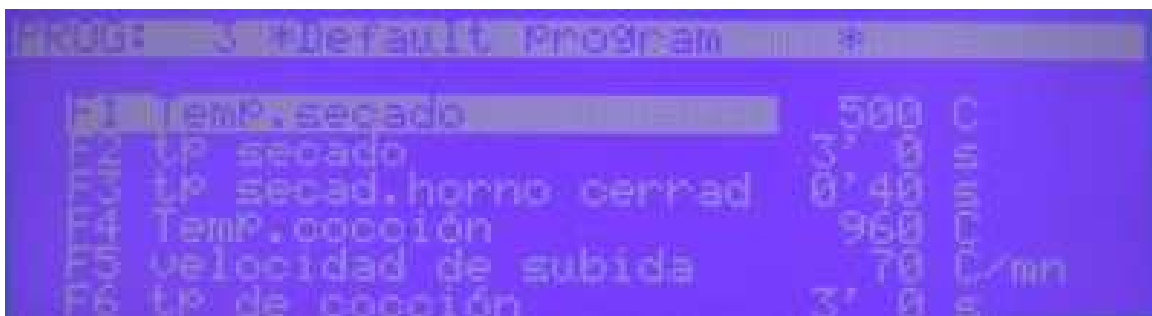 PROG: 3 *Default program *
F1 Temp.secado 500 C
F2 tp secado 3' 0 s
F3 tp secad.horno cerrad 0'40 s
F4 Temp.cocción 960 C
F5 velocidad de subida 70 C/mn
F6 tp de cocción 3' 0 s